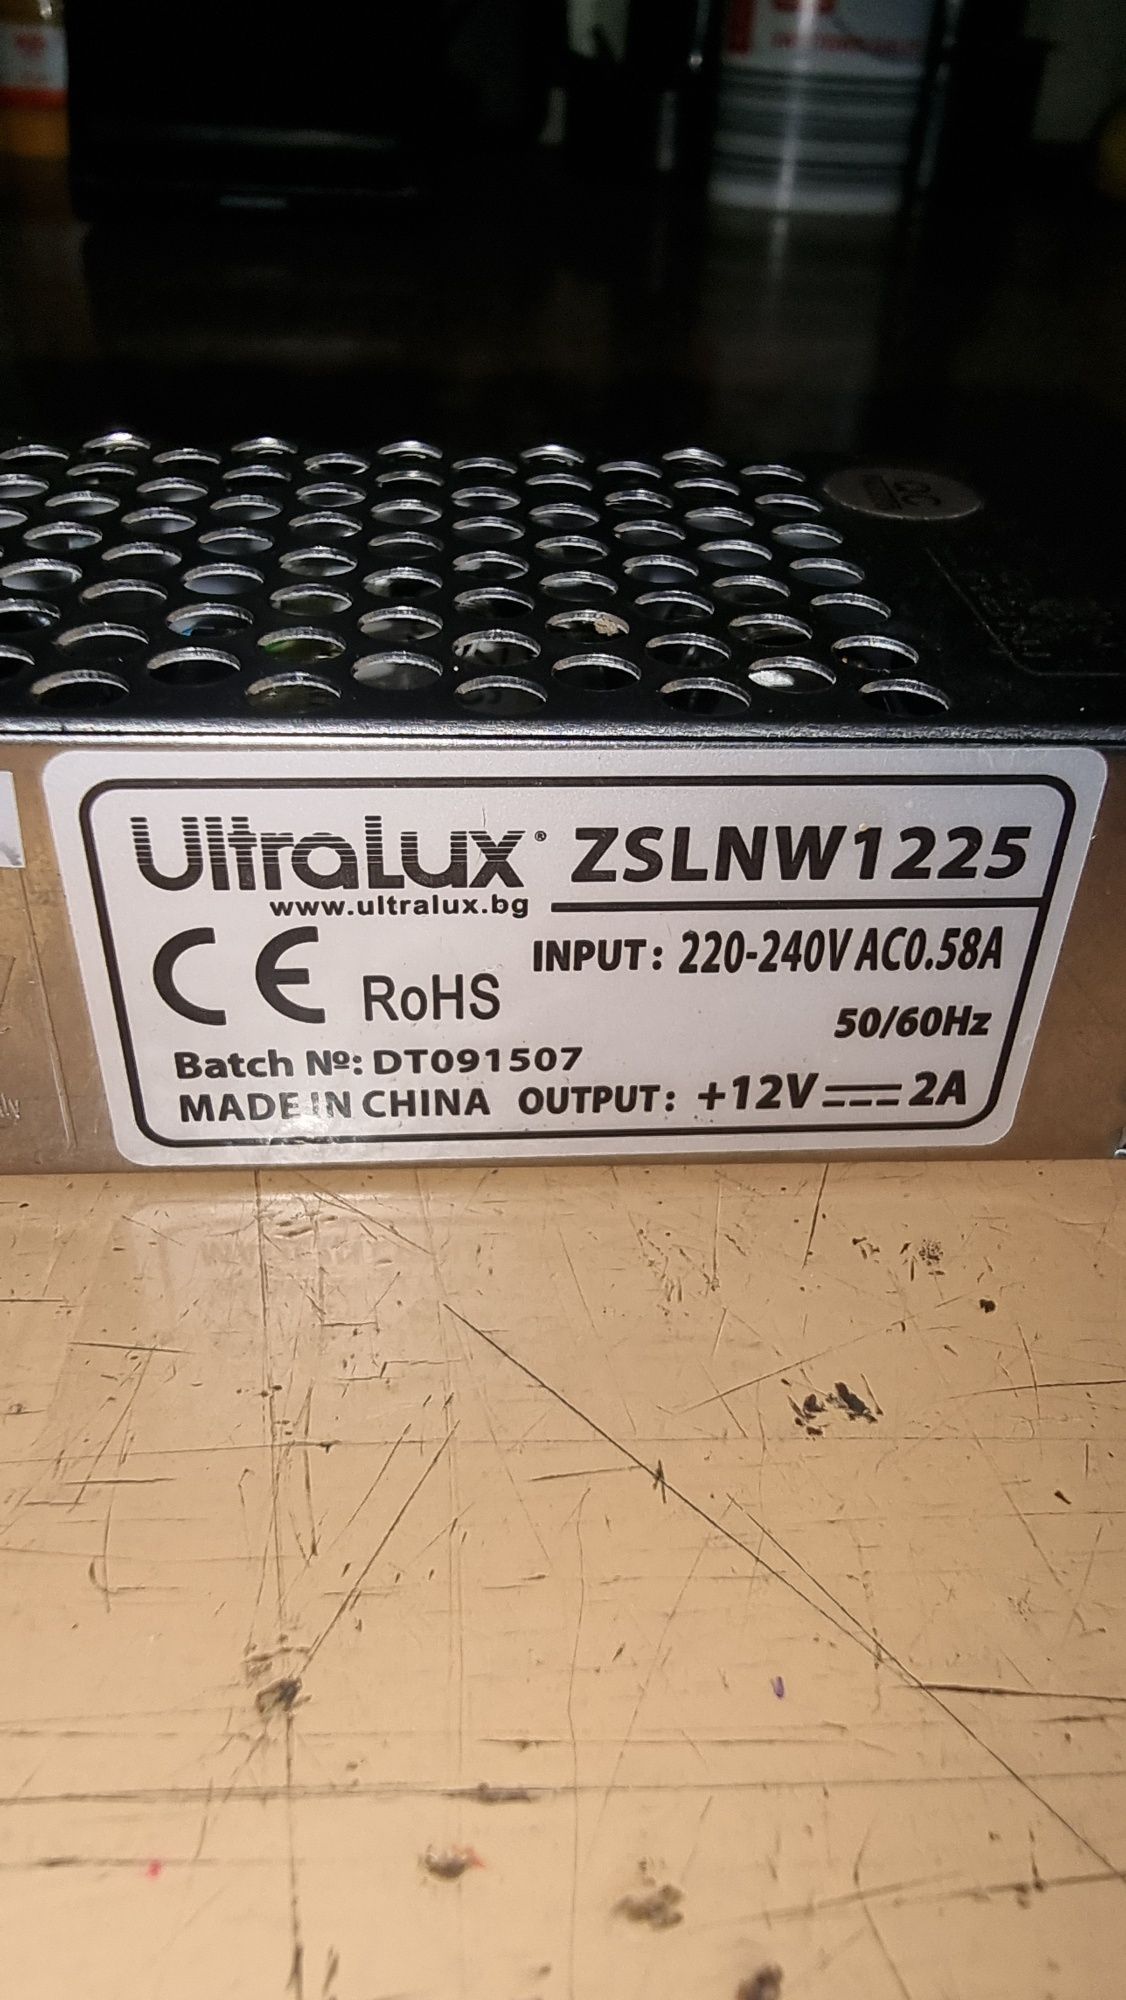 UltraLux® ZSLNW1225
www.ultralux.bg
CE RoHS
INPUT: 220-240V AC0.58A
50/60Hz
Batch №: DT091507
MADE IN CHINA OUTPUT: +12V⎓2A
QC